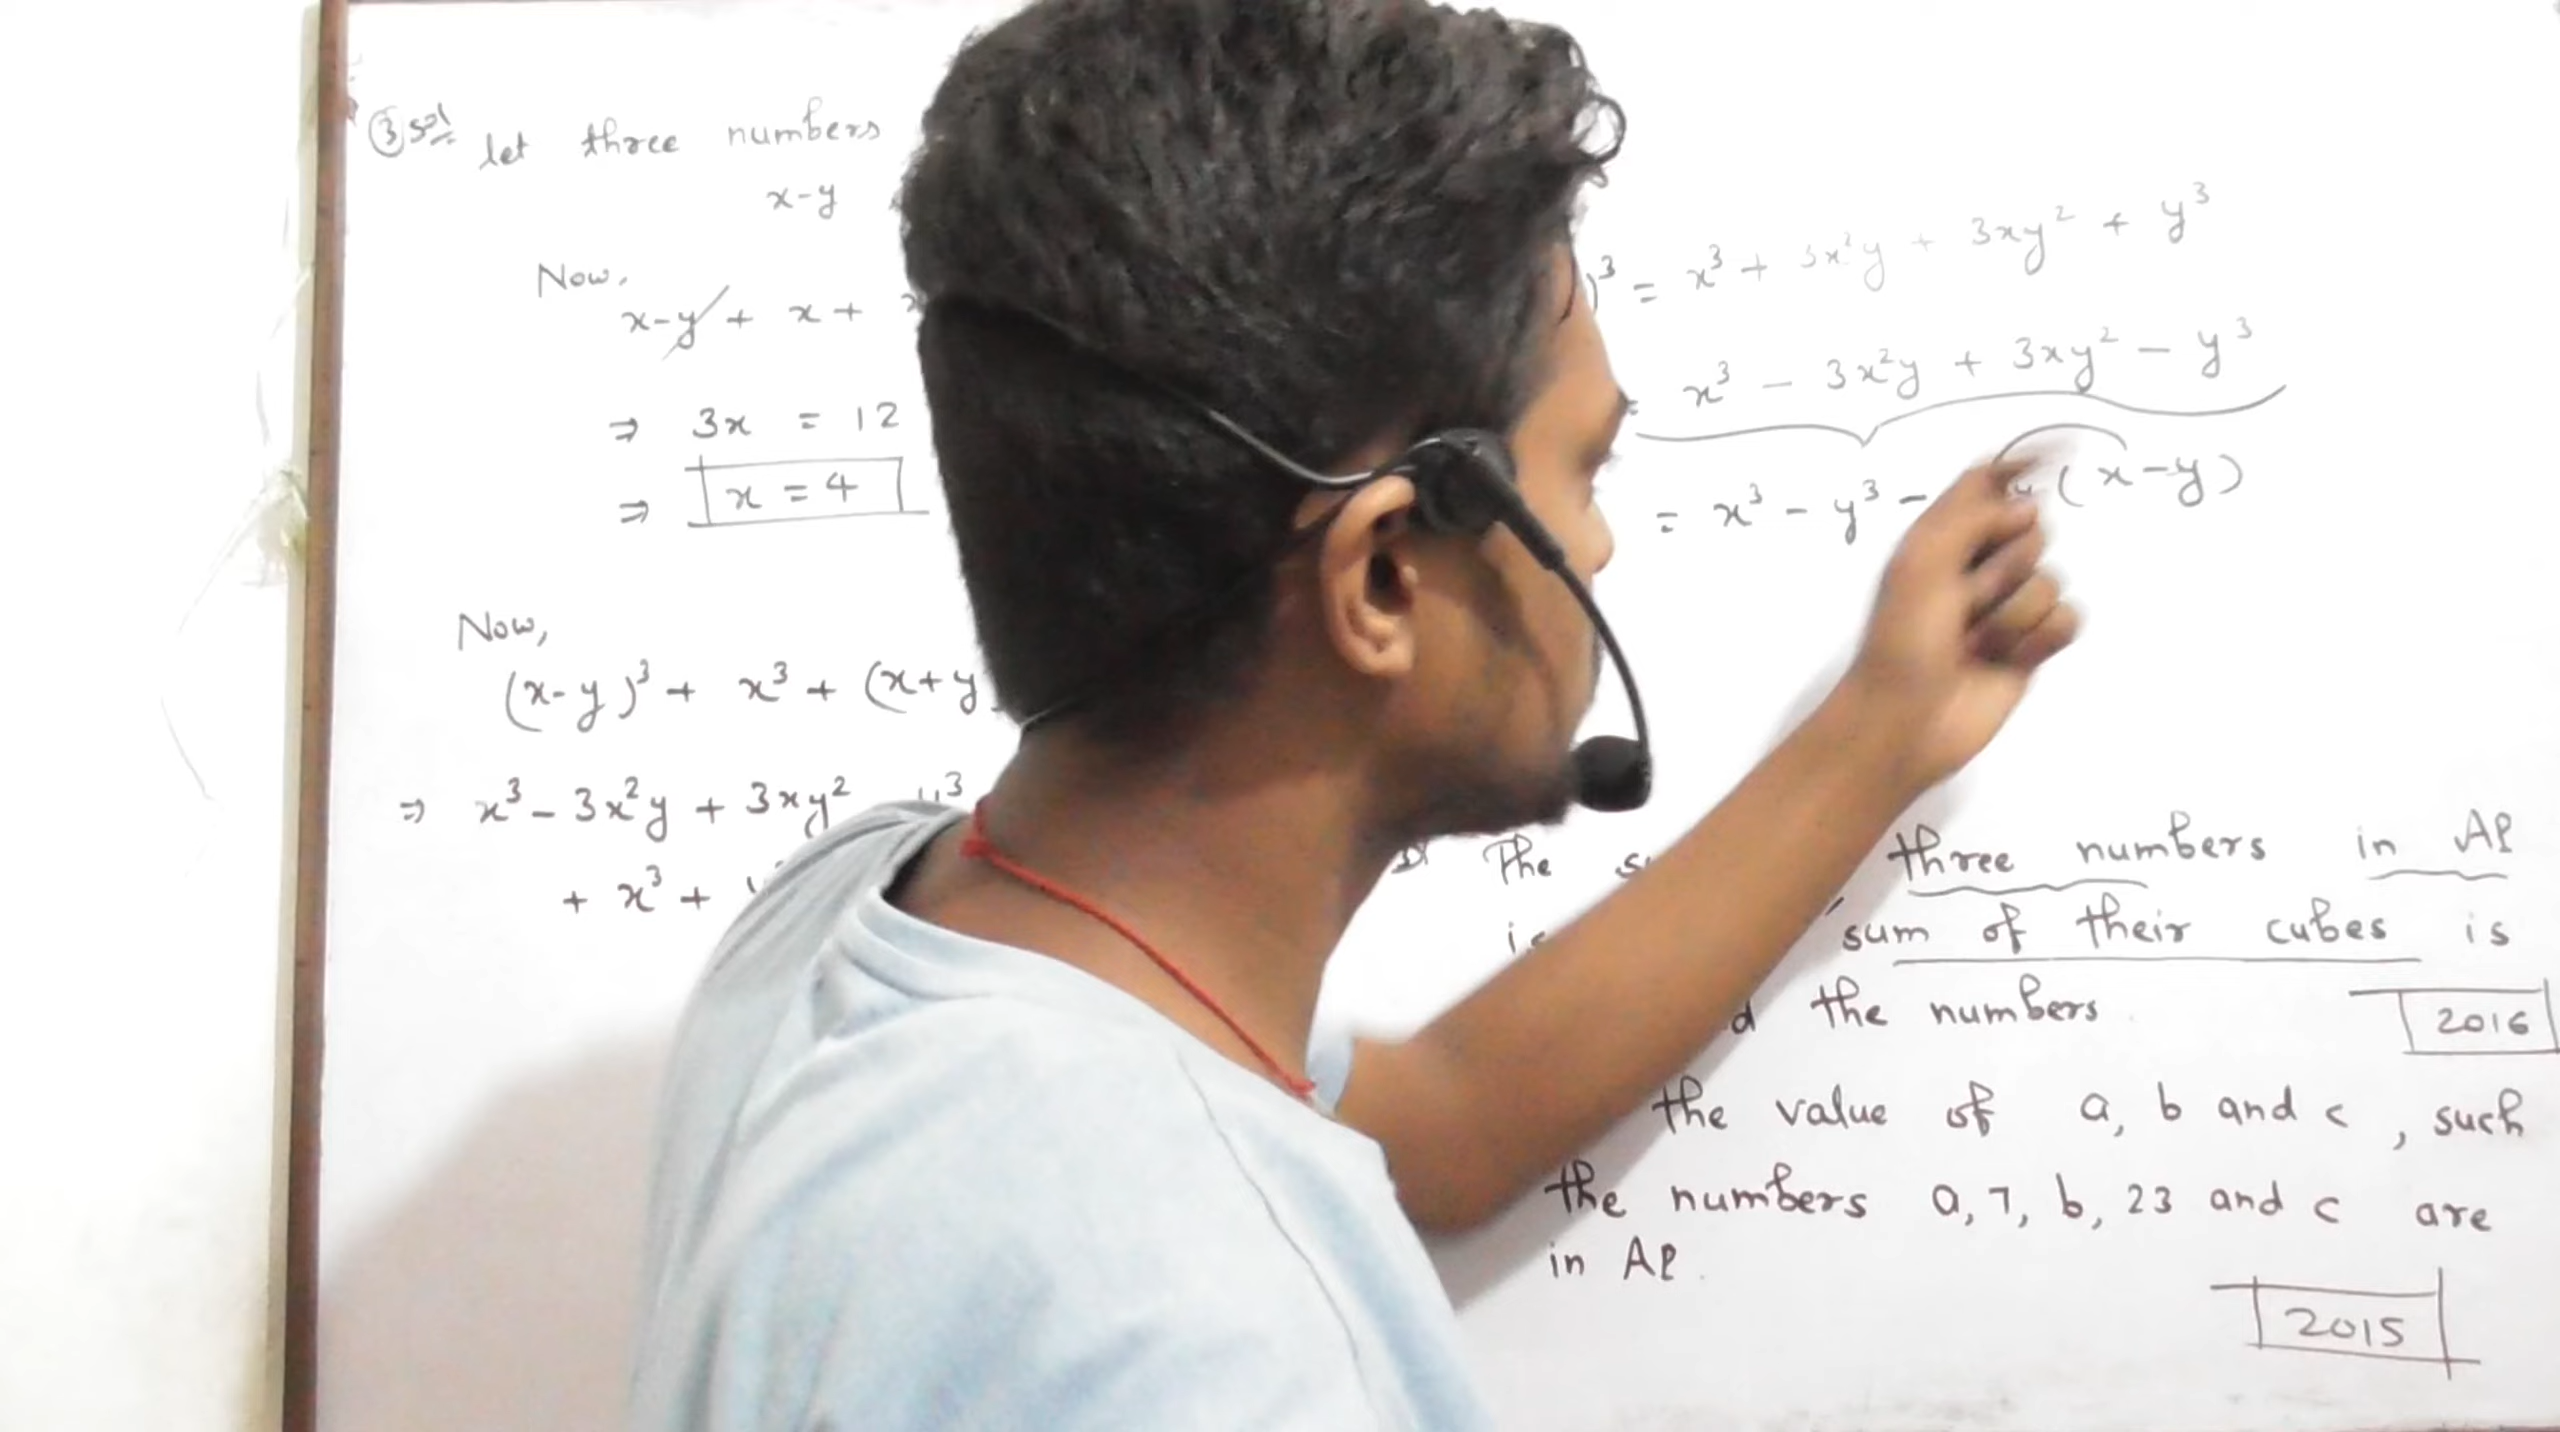 ③ sol let three numbers
x-y
Now,
x-y + x +
⇒ 3x = 12
⇒ x = 4
Now,
(x-y)³ + x³ + (x+y
⇒ x³ - 3x²y + 3xy² y³
+ x³ +
)³ = x³ + 3x²y + 3xy² + y³
= x³ - 3x²y + 3xy² - y³
= x³ - y³ - (x-y)
The three numbers in AP
sum of their cubes is
the numbers
2016
the value of a, b and c, such
the numbers a, 7, b, 23 and c are
in AP.
2015